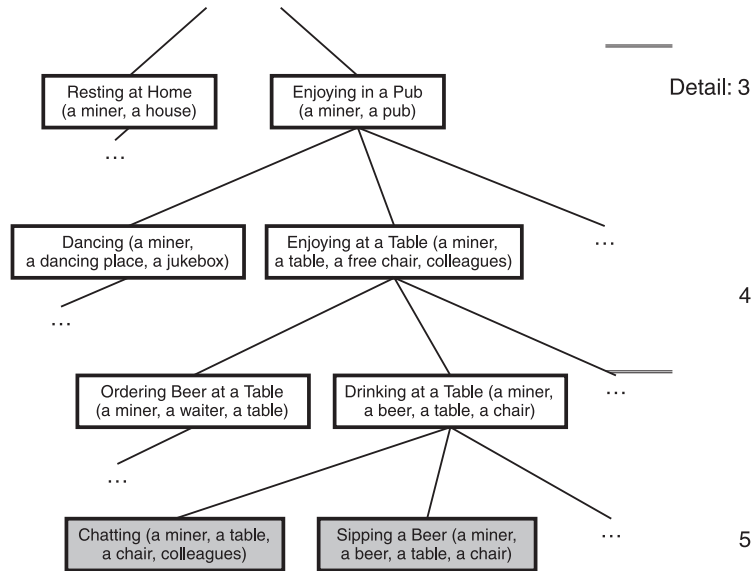 Resting at Home
(a miner, a house)
Enjoying in a Pub
(a miner, a pub)
Detail: 3
...
Dancing (a miner,
a dancing place, a jukebox)
Enjoying at a Table (a miner,
a table, a free chair, colleagues)
...
4
...
Ordering Beer at a Table
(a miner, a waiter, a table)
Drinking at a Table (a miner,
a beer, a table, a chair)
...
...
Chatting (a miner, a table,
a chair, colleagues)
Sipping a Beer (a miner,
a beer, a table, a chair)
...
5